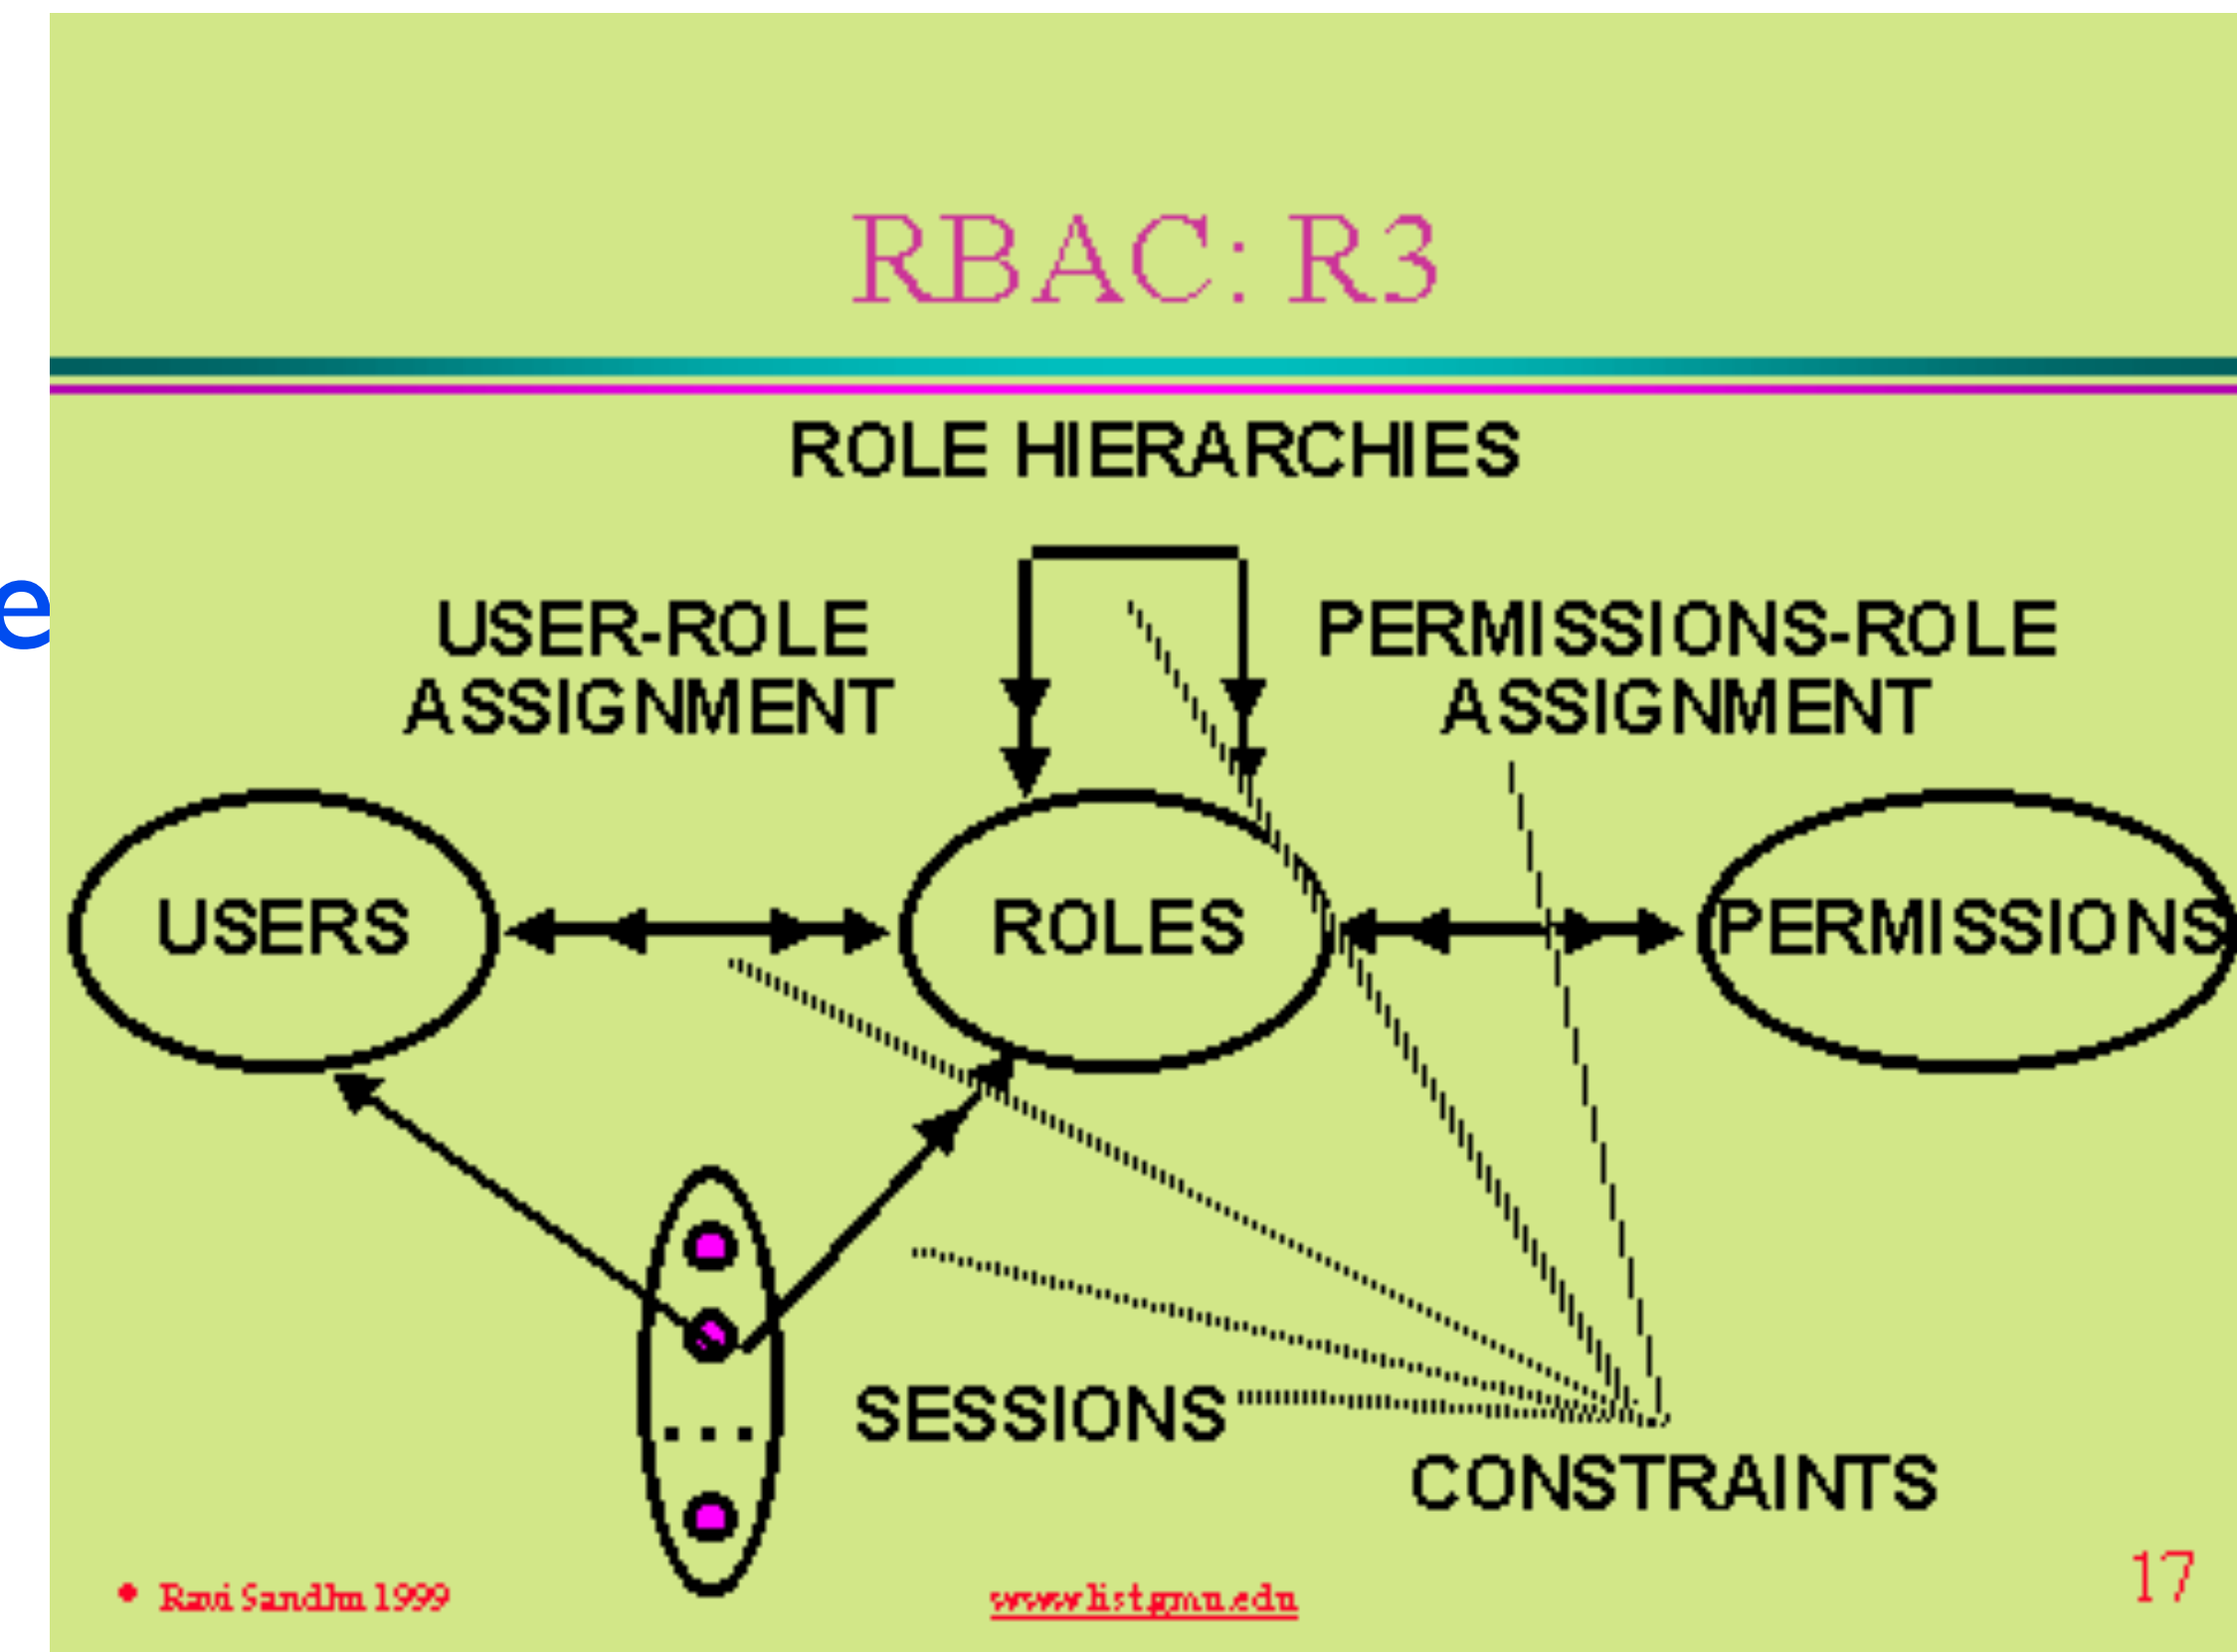 RBAC: R3
ROLE HIERARCHIES
USER-ROLE
ASSIGNMENT
PERMISSIONS-ROLE
ASSIGNMENT
e
USERS
ROLES
PERMISSIONS
...
SESSIONS
CONSTRAINTS
• Ravi Sandhu 1999
www.list.gmu.edu
17